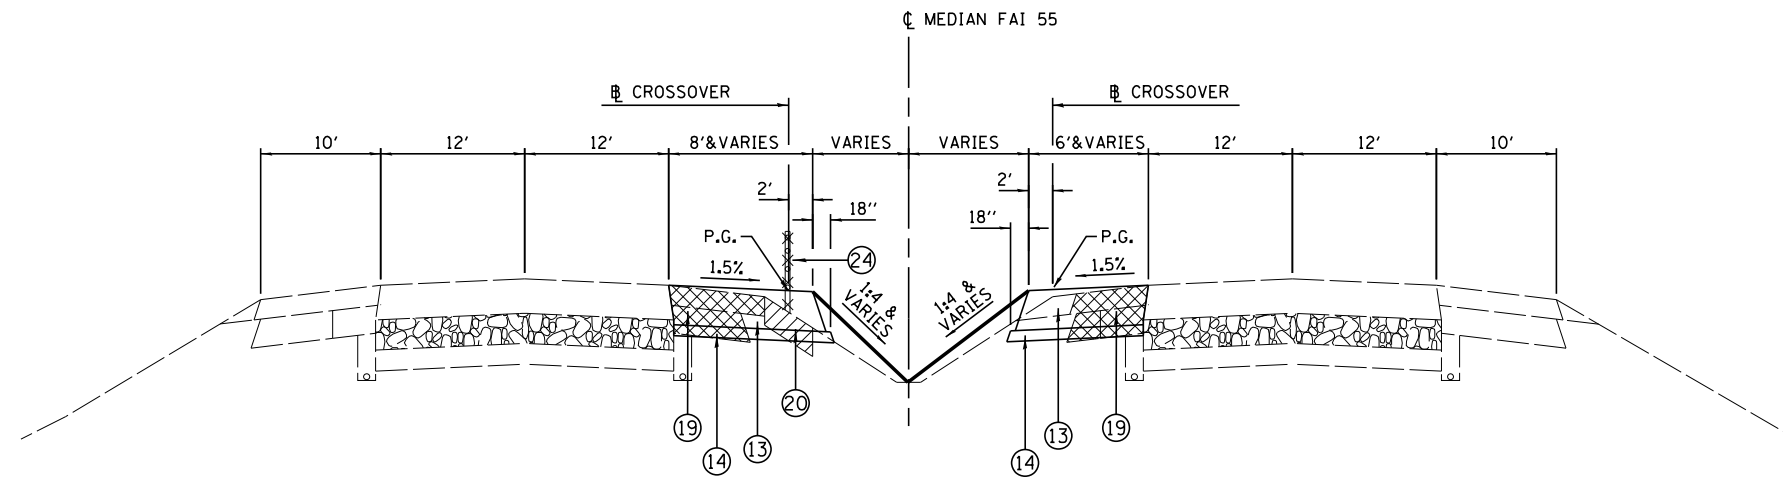 ℄ MEDIAN FAI 55
℄ CROSSOVER
℄ CROSSOVER
10' 12' 12' 8'&VARIES VARIES VARIES 6'&VARIES 12' 12' 10'
2' 2'
18'' 18''
P.G. P.G.
24
1.5% 1.5%
1:4 &
VARIES
1:4 &
VARIES
20
19 13 13 19
14 14